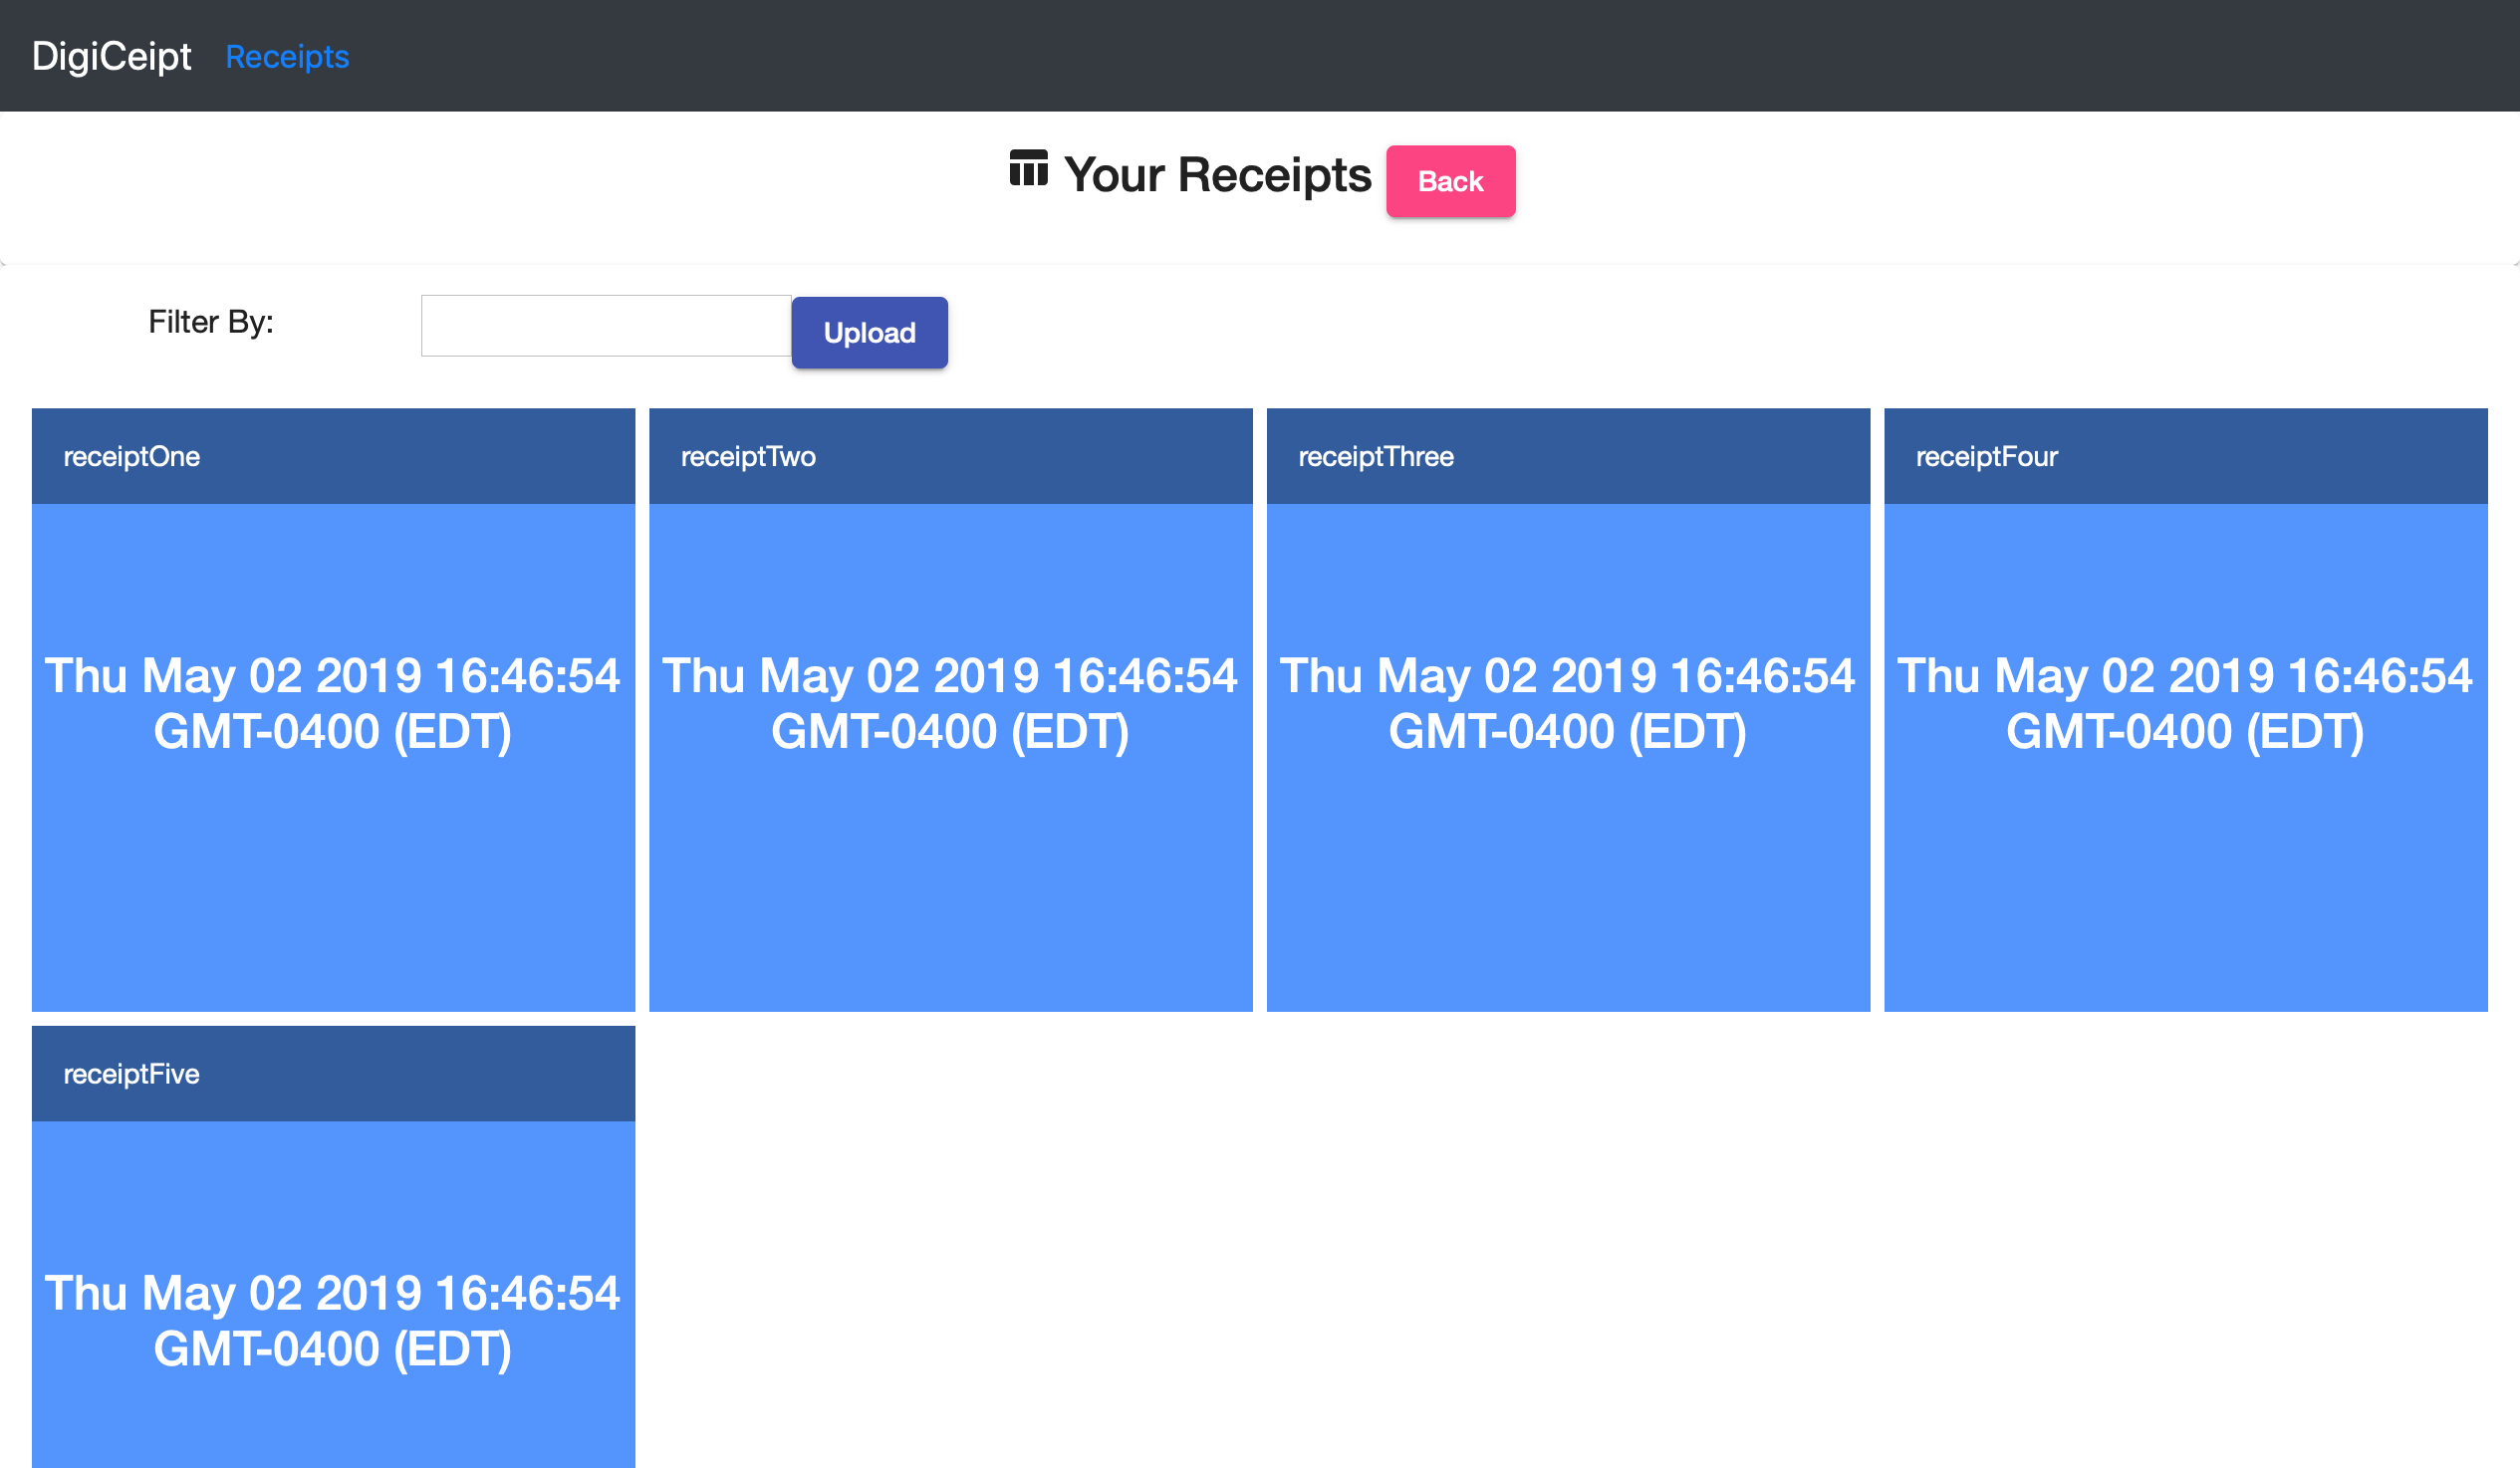 DigiCeipt Receipts
Your Receipts Back
Filter By: Upload
receiptOne
Thu May 02 2019 16:46:54
GMT-0400 (EDT)
receiptTwo
Thu May 02 2019 16:46:54
GMT-0400 (EDT)
receiptThree
Thu May 02 2019 16:46:54
GMT-0400 (EDT)
receiptFour
Thu May 02 2019 16:46:54
GMT-0400 (EDT)
receiptFive
Thu May 02 2019 16:46:54
GMT-0400 (EDT)